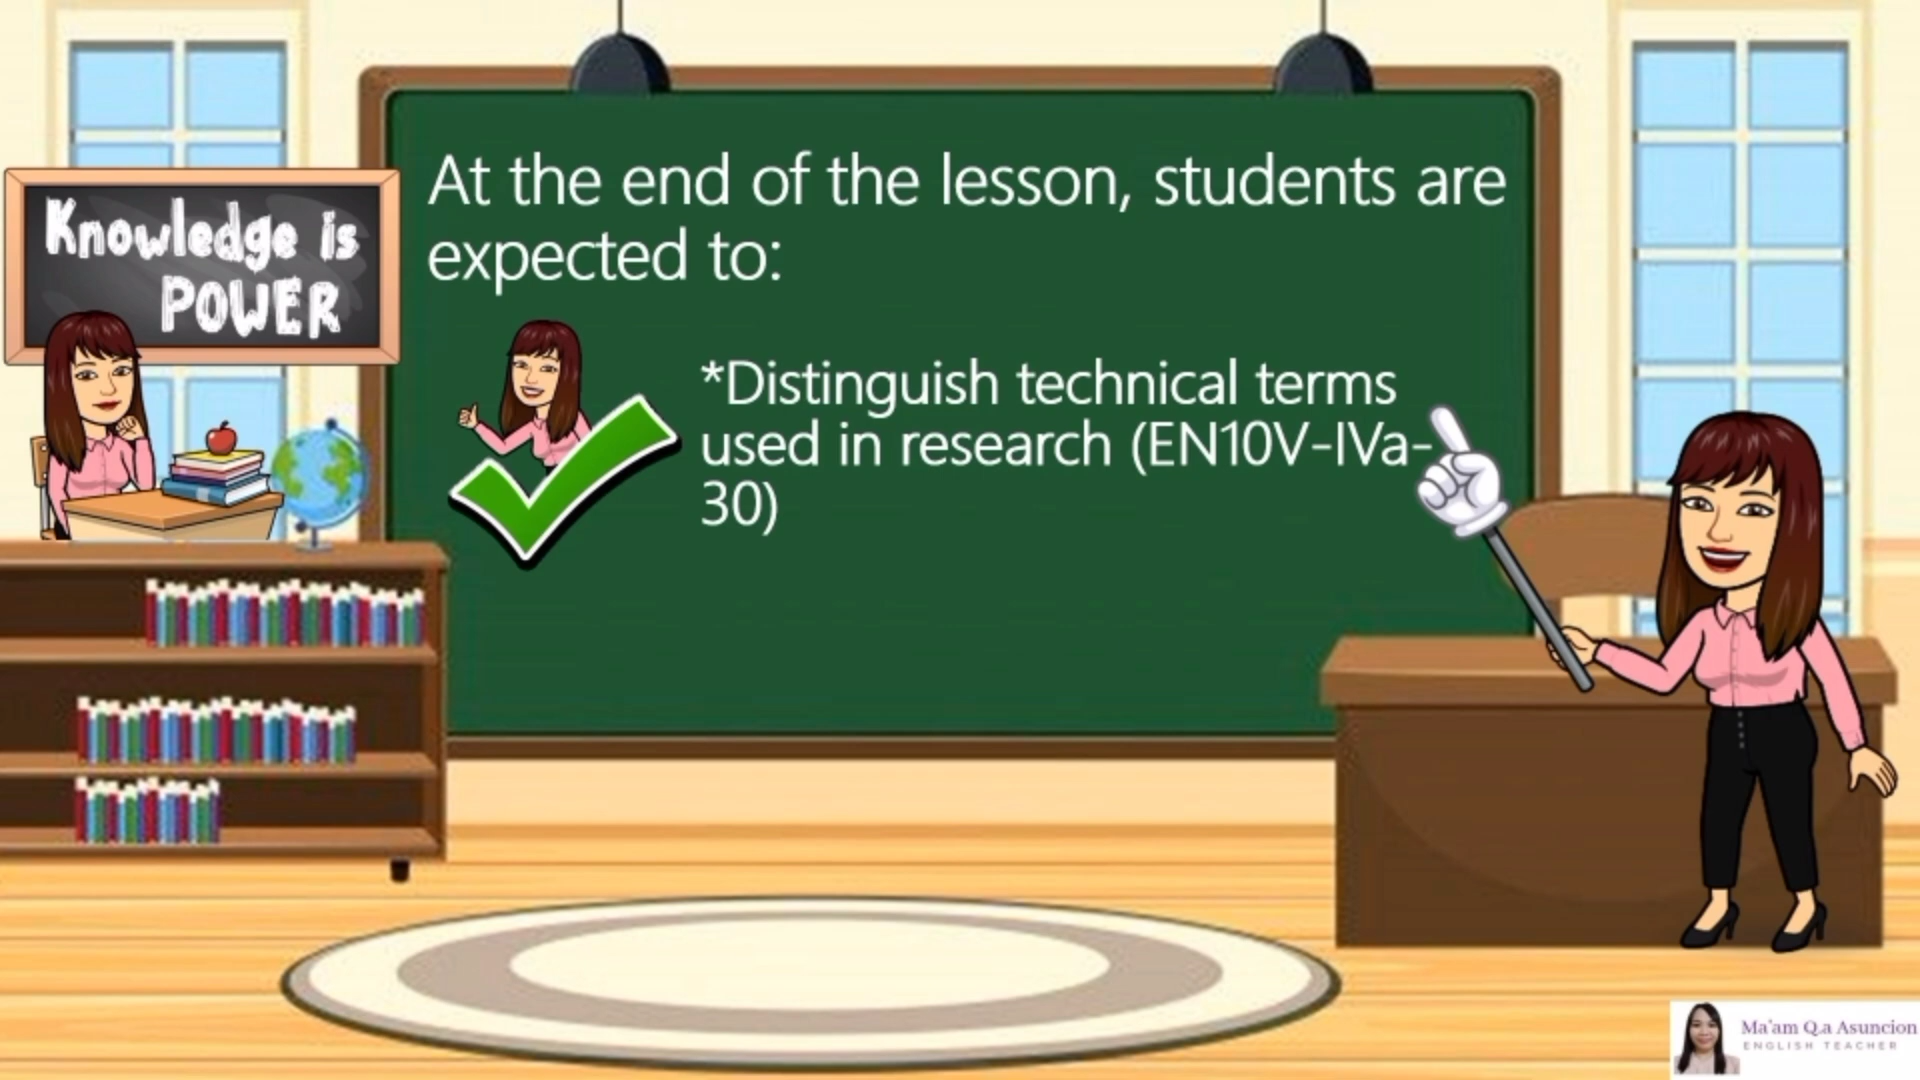 Knowledge is
POWER
At the end of the lesson, students are
expected to:
*Distinguish technical terms
used in research (EN10V-IVa-
30)
Ma'am Q.a Asuncion
ENGLISH TEACHER